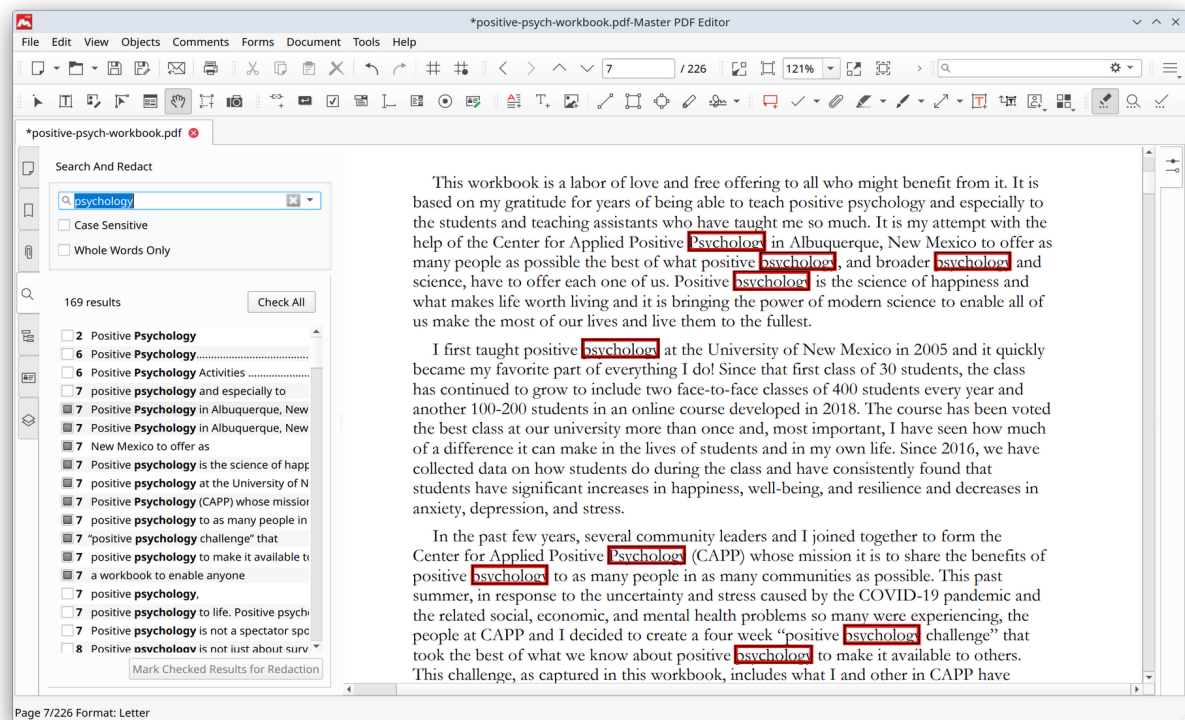 *positive-psych-workbook.pdf-Master PDF Editor
File Edit View Objects Comments Forms Document Tools Help
7 / 226 121%
*positive-psych-workbook.pdf
Search And Redact
psychology
Case Sensitive
Whole Words Only
169 results Check All
2 Positive Psychology
6 Positive Psychology.................................
6 Positive Psychology Activities ..................
7 positive psychology and especially to
7 Positive Psychology in Albuquerque, New
7 Positive Psychology in Albuquerque, New
7 New Mexico to offer as
7 Positive psychology is the science of happ
7 positive psychology at the University of N
7 Positive Psychology (CAPP) whose mission
7 positive psychology to as many people in
7 “positive psychology challenge” that
7 positive psychology to make it available to
7 a workbook to enable anyone
7 positive psychology,
7 positive psychology to life. Positive psych
7 Positive psychology is not a spectator spo
8 Positive psychology is not just about surv
Mark Checked Results for Redaction
This workbook is a labor of love and free offering to all who might benefit from it. It is
based on my gratitude for years of being able to teach positive psychology and especially to
the students and teaching assistants who have taught me so much. It is my attempt with the
help of the Center for Applied Positive Psychology in Albuquerque, New Mexico to offer as
many people as possible the best of what positive psychology, and broader psychology and
science, have to offer each one of us. Positive psychology is the science of happiness and
what makes life worth living and it is bringing the power of modern science to enable all of
us make the most of our lives and live them to the fullest.
I first taught positive psychology at the University of New Mexico in 2005 and it quickly
became my favorite part of everything I do! Since that first class of 30 students, the class
has continued to grow to include two face-to-face classes of 400 students every year and
another 100-200 students in an online course developed in 2018. The course has been voted
the best class at our university more than once and, most important, I have seen how much
of a difference it can make in the lives of students and in my own life. Since 2016, we have
collected data on how students do during the class and have consistently found that
students have significant increases in happiness, well-being, and resilience and decreases in
anxiety, depression, and stress.
In the past few years, several community leaders and I joined together to form the
Center for Applied Positive Psychology (CAPP) whose mission it is to share the benefits of
positive psychology to as many people in as many communities as possible. This past
summer, in response to the uncertainty and stress caused by the COVID-19 pandemic and
the related social, economic, and mental health problems so many were experiencing, the
people at CAPP and I decided to create a four week “positive psychology challenge” that
took the best of what we know about positive psychology to make it available to others.
This challenge, as captured in this workbook, includes what I and other in CAPP have
Page 7/226 Format: Letter